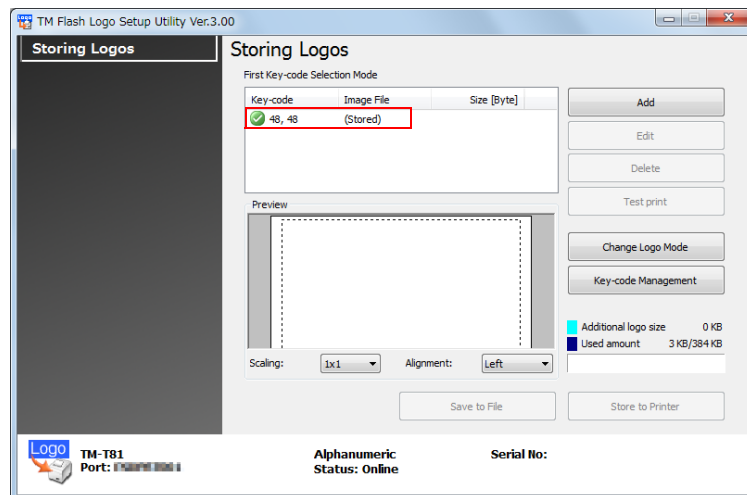 TM Flash Logo Setup Utility Ver.3.00
Storing Logos
Storing Logos
First Key-code Selection Mode
Key-code Image File Size [Byte]
48, 48 (Stored)
Add
Edit
Delete
Test print
Preview
Change Logo Mode
Key-code Management
Additional logo size 0 KB
Used amount 3 KB/384 KB
Scaling: 1x1 Alignment: Left
Save to File Store to Printer
Logo
TM-T81 Alphanumeric Serial No:
Port: Status: Online